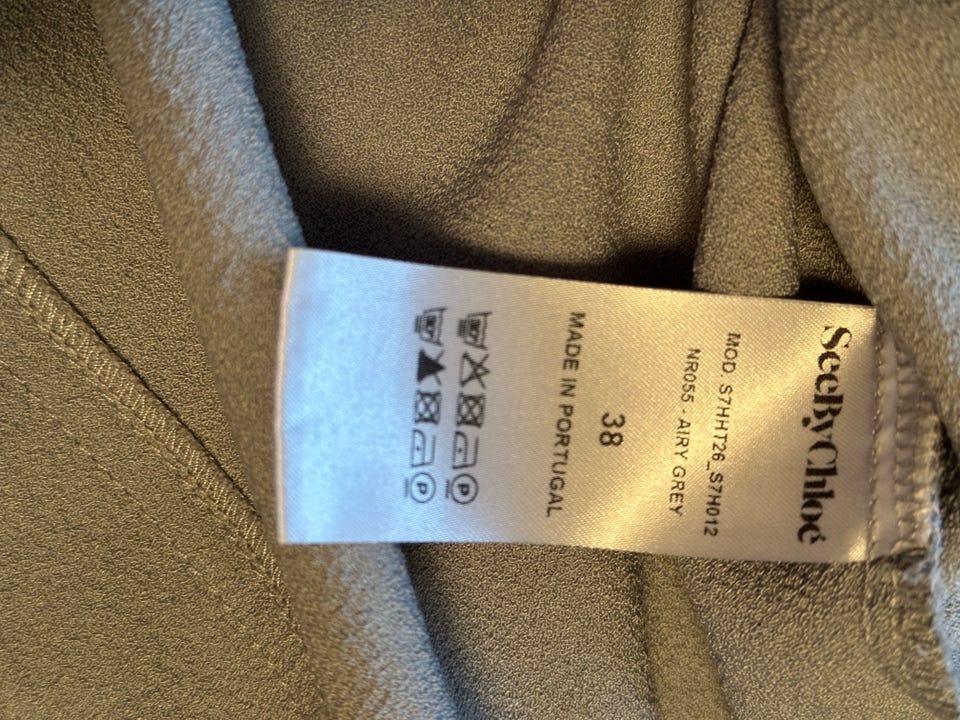 SeeByChloé
MOD. S7HHT26_S7H012
NR055 - AIRY GREY
38
MADE IN PORTUGAL
P
P